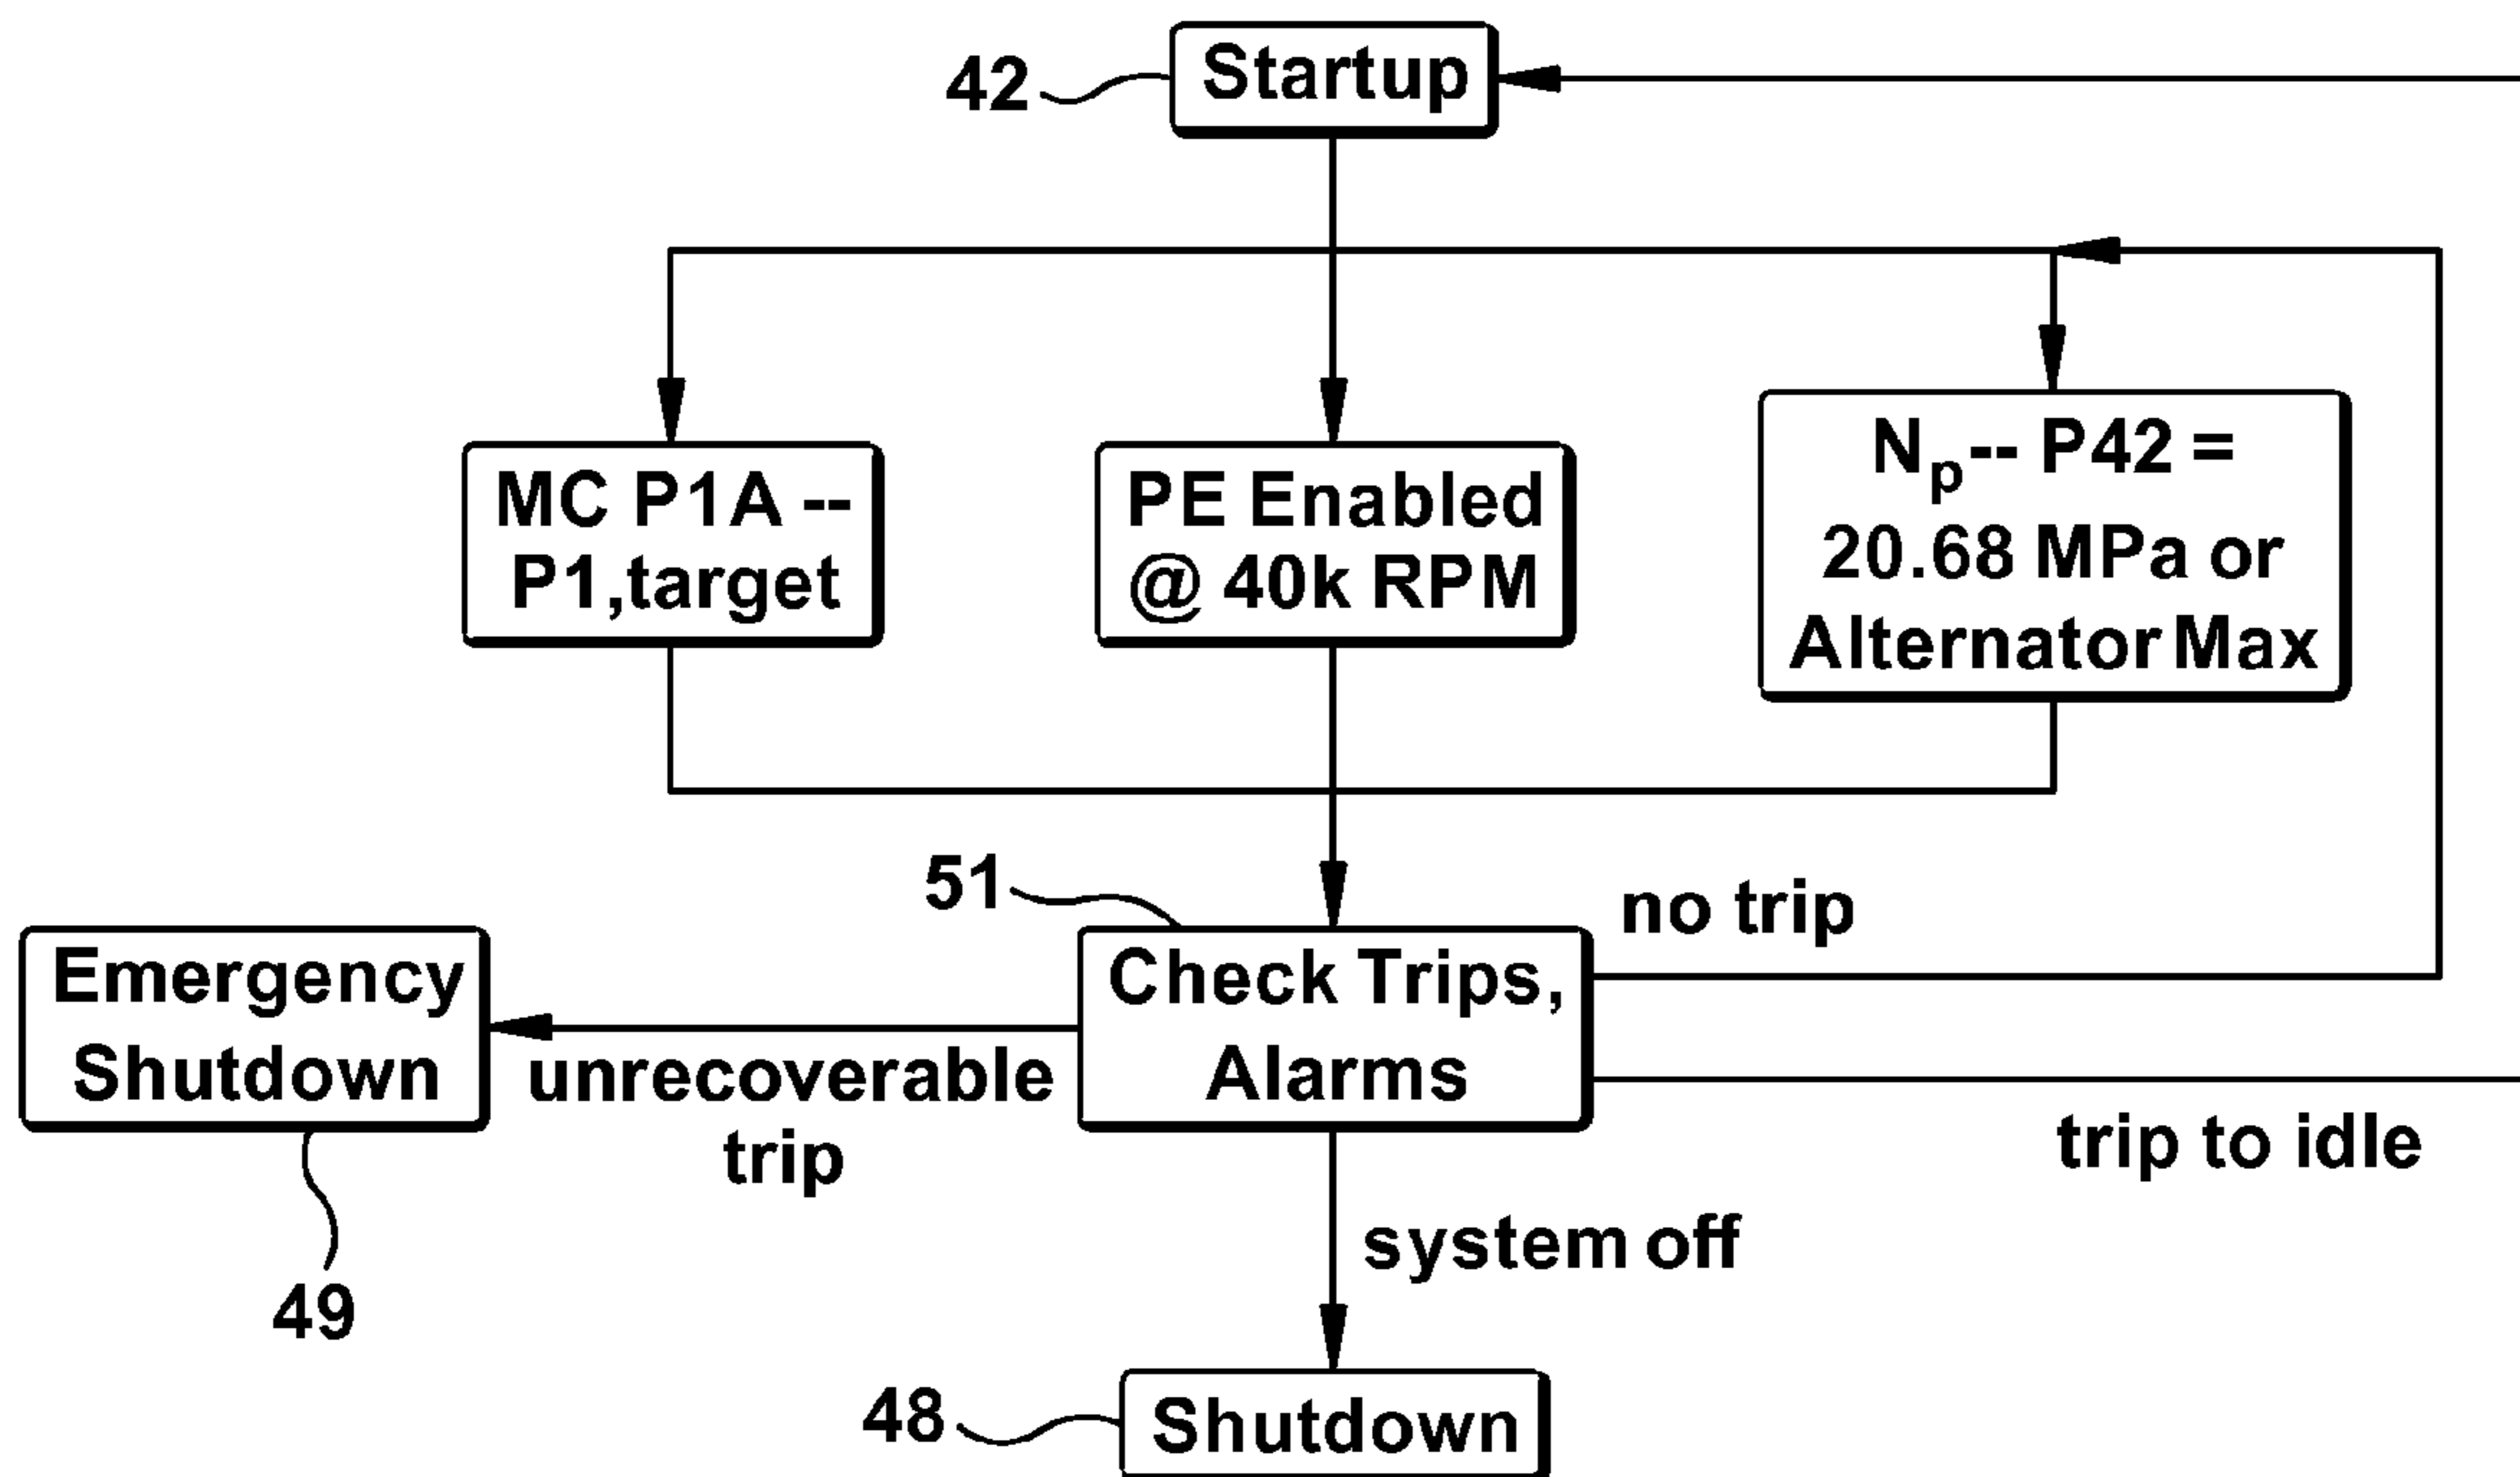 42
Startup
MC P1A --
P1,target
PE Enabled
@ 40k RPM
Np-- P42 =
20.68 MPa or
Alternator Max
51
no trip
Emergency
Shutdown
unrecoverable
trip
Check Trips,
Alarms
trip to idle
49
system off
48
Shutdown